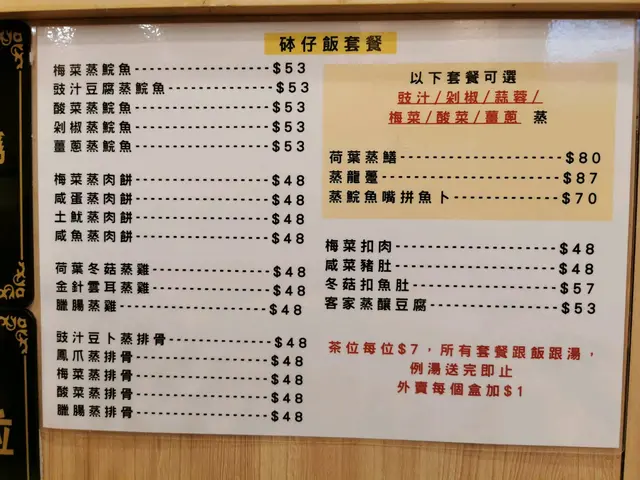 砵仔飯套餐
梅菜蒸鯇魚 $53
豉汁豆腐蒸鯇魚 $53
酸菜蒸鯇魚 $53
剁椒蒸鯇魚 $53
薑蔥蒸鯇魚 $53
梅菜蒸肉餅 $48
咸蛋蒸肉餅 $48
土魷蒸肉餅 $48
咸魚蒸肉餅 $48
荷葉冬菇蒸雞 $48
金針雲耳蒸雞 $48
臘腸蒸雞 $48
豉汁豆卜蒸排骨 $48
鳳爪蒸排骨 $48
梅菜蒸排骨 $48
酸菜蒸排骨 $48
臘腸蒸排骨 $48
以下套餐可選
豉汁/剁椒/蒜蓉/
梅菜/酸菜/薑蔥 蒸
荷葉蒸鱔 $80
蒸龍躉 $87
蒸鯇魚嘴拼魚卜 $70
梅菜扣肉 $48
咸菜豬肚 $48
冬菇扣魚肚 $57
客家蒸釀豆腐 $53
茶位每位$7，所有套餐跟飯跟湯，
例湯送完即止
外賣每個盒加$1